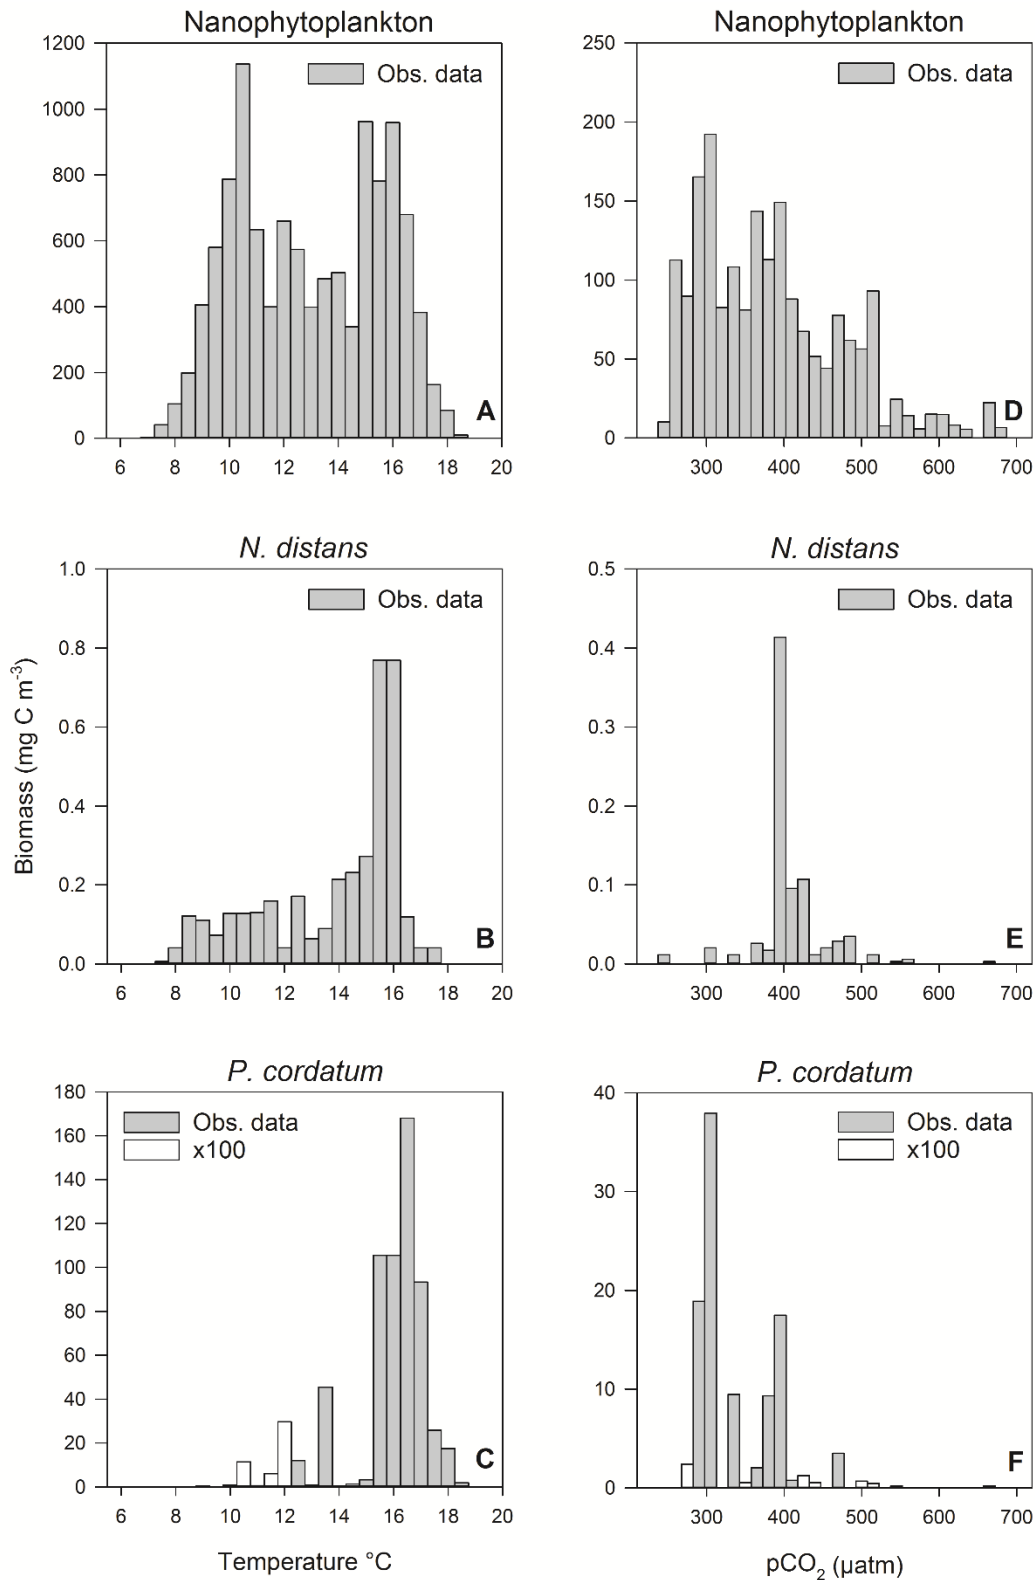 Nanophytoplankton
1200
1000
800
600
400
200
0
Obs. data
A
6 8 10 12 14 16 18 20
Nanophytoplankton
250
200
150
100
50
0
Obs. data
D
300 400 500 600 700
N. distans
1.0
0.8
0.6
0.4
0.2
0.0
Obs. data
B
6 8 10 12 14 16 18 20
Biomass (mg C m-3)
N. distans
0.5
0.4
0.3
0.2
0.1
0.0
Obs. data
E
300 400 500 600 700
P. cordatum
180
160
140
120
100
80
60
40
20
0
Obs. data
x100
C
6 8 10 12 14 16 18 20
Temperature °C
P. cordatum
40
30
20
10
0
Obs. data
x100
F
300 400 500 600 700
pCO2 (µatm)